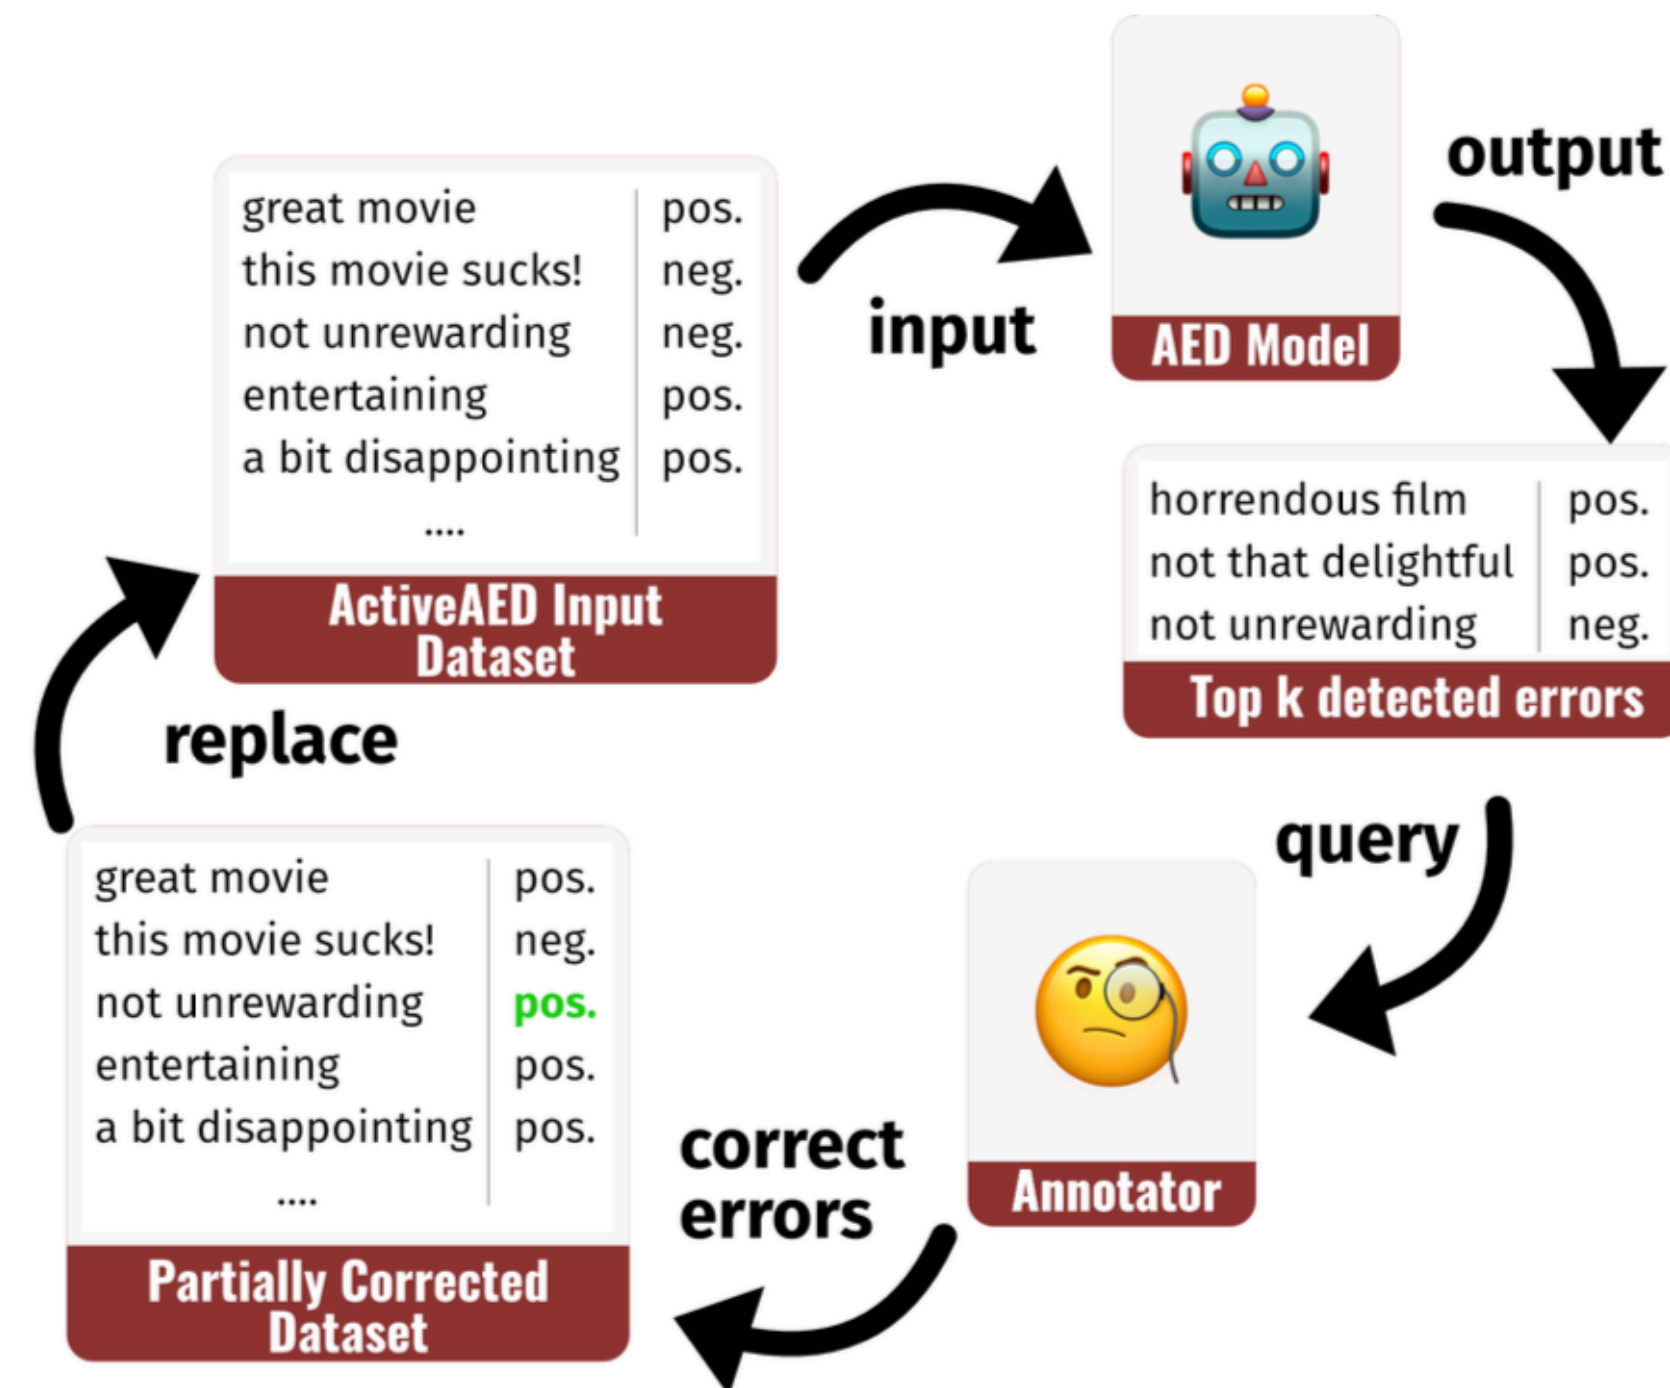 great movie pos.
this movie sucks! neg.
not unrewarding neg.
entertaining pos.
a bit disappointing pos.
....
ActiveAED Input
Dataset
input
AED Model
output
horrendous film pos.
not that delightful pos.
not unrewarding neg.
Top k detected errors
query
Annotator
correct
errors
great movie pos.
this movie sucks! neg.
not unrewarding pos.
entertaining pos.
a bit disappointing pos.
....
Partially Corrected
Dataset
replace